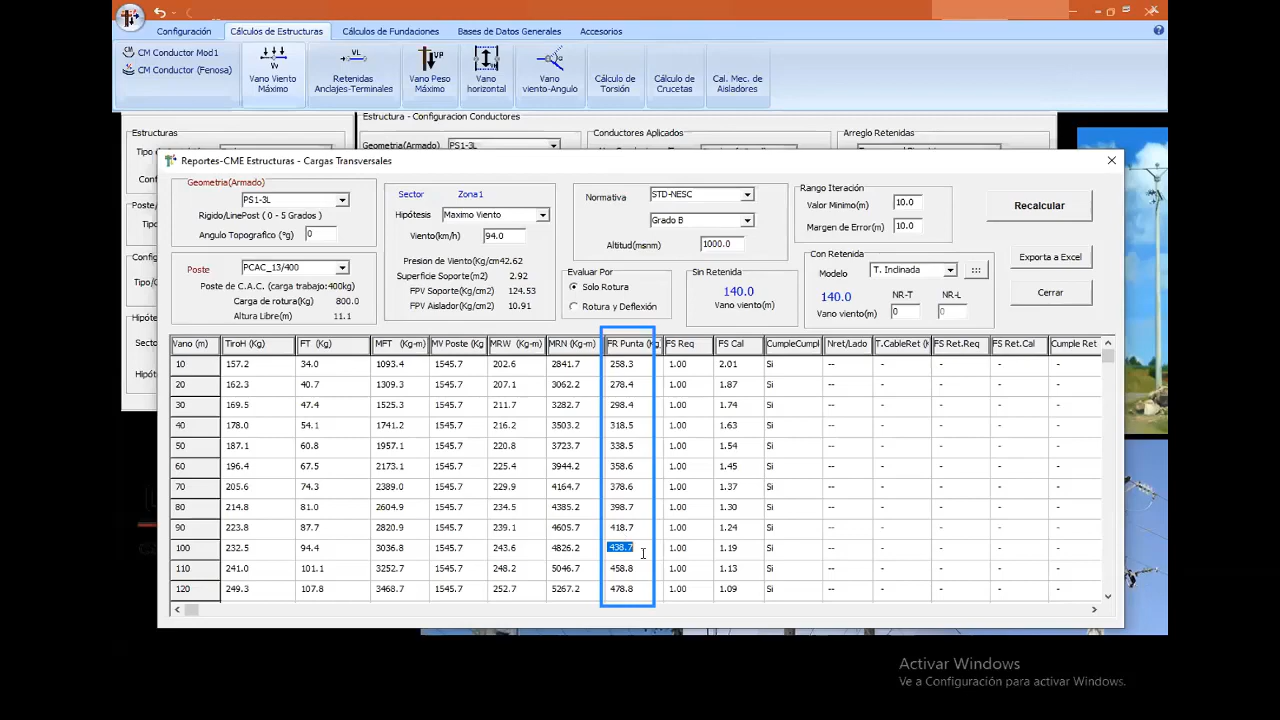 Configuración Cálculos de Estructuras Cálculos de Fundaciones Bases de Datos Generales Accesorios
CM Conductor Mod1
CM Conductor (Fenosa)
VV
Vano Viento
Máximo
VL
Retenidas
Anclajes-Terminales
VP
Vano Peso
Máximo
Vano
horizontal
Vano
viento-Angulo
Cálculo de
Torsión
Cálculo de
Crucetas
Cal. Mec. de
Aisladores
Estructura - Configuracion Conductores
Estructuras
Conductores Aplicados
Arreglo Retenidas
Geometria(Armado) PS1-3L
Reportes-CME Estructuras - Cargas Transversales
Geometria(Armado)
PS1-3L
Rigido/LinePost ( 0 - 5 Grados )
Angulo Topografico (ºg) 0
Poste PCAC_13/400
Poste de C.A.C. (carga trabajo:400kg)
Carga de rotura(Kg) 800.0
Altura Libre(m) 11.1
Sector Zona1
Hipótesis Maximo Viento
Viento(km/h) 94.0
Presion de Viento(Kg/cm2 42.62
Superficie Soporte(m2) 2.92
FPV Soporte(Kg/cm2) 124.53
FPV Aislador(Kg/cm2) 10.91
Normativa STD-NESC
Grado B
Altitud(msnm) 1000.0
Evaluar Por
Solo Rotura
Rotura y Deflexión
Sin Retenida
140.0
Vano viento(m)
Rango Iteración
Valor Minimo(m) 10.0
Margen de Error(m) 10.0
Con Retenida
Modelo T. Inclinada
140.0
Vano viento(m)
NR-T NR-L
0 0
Recalcular
Exporta a Excel
Cerrar
Vano (m) TiroH (Kg) FT (Kg) MFT (Kg-m) MV Poste (Kg MRW (Kg-m) MRN (Kg-m) FR Punta (Kg FS Req FS Cal CumpleCumpl Nret/Lado T.CableRet (K FS Ret.Req FS Ret.Cal Cumple Ret
10 157.2 34.0 1093.4 1545.7 202.6 2841.7 258.3 1.00 2.01 Si -- - - - --
20 162.3 40.7 1309.3 1545.7 207.1 3062.2 278.4 1.00 1.87 Si -- - - - --
30 169.5 47.4 1525.3 1545.7 211.7 3282.7 298.4 1.00 1.74 Si -- - - - --
40 178.0 54.1 1741.2 1545.7 216.2 3503.2 318.5 1.00 1.63 Si -- - - - --
50 187.1 60.8 1957.1 1545.7 220.8 3723.7 338.5 1.00 1.54 Si -- - - - --
60 196.4 67.5 2173.1 1545.7 225.4 3944.2 358.6 1.00 1.45 Si -- - - - --
70 205.6 74.3 2389.0 1545.7 229.9 4164.7 378.6 1.00 1.37 Si -- - - - --
80 214.8 81.0 2604.9 1545.7 234.5 4385.2 398.7 1.00 1.30 Si -- - - - --
90 223.8 87.7 2820.9 1545.7 239.1 4605.7 418.7 1.00 1.24 Si -- - - - --
100 232.5 94.4 3036.8 1545.7 243.6 4826.2 438.7 1.00 1.19 Si -- - - - --
110 241.0 101.1 3252.7 1545.7 248.2 5046.7 458.8 1.00 1.13 Si -- - - - --
120 249.3 107.8 3468.7 1545.7 252.7 5267.2 478.8 1.00 1.09 Si -- - - - --
Activar Windows
Ve a Configuración para activar Windows.